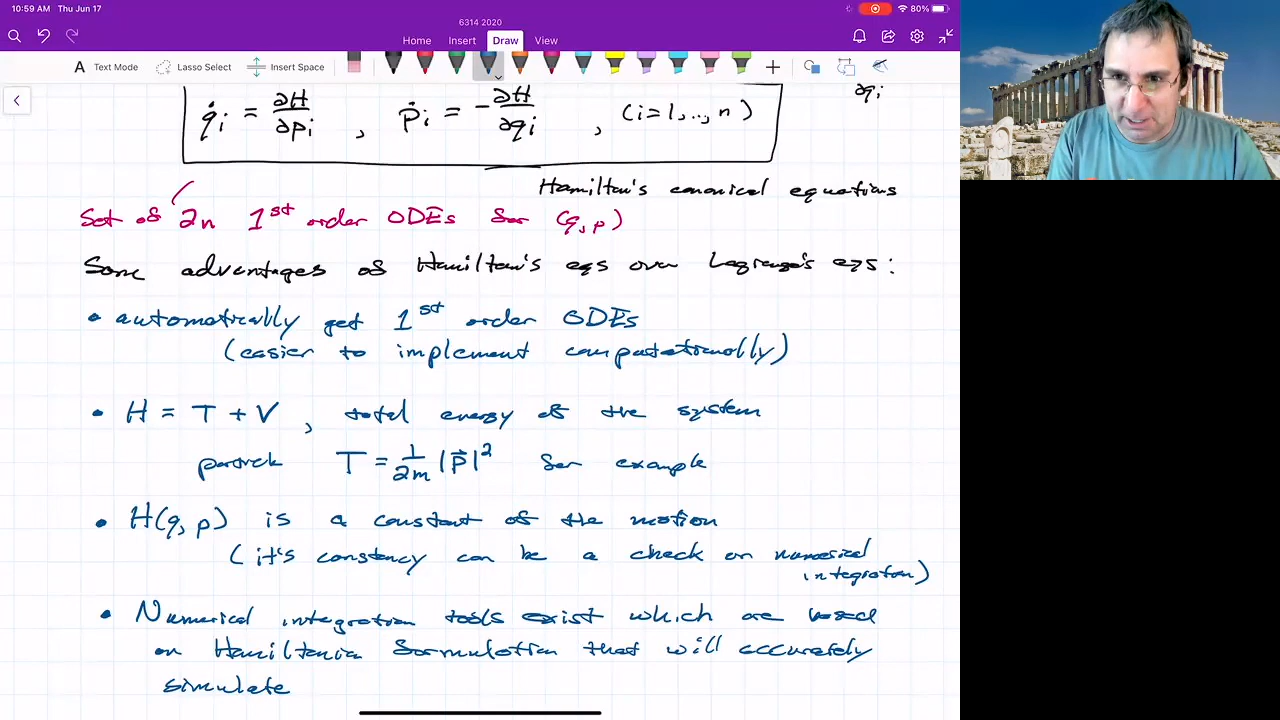 10:59 AM Thu Jun 17
80%
6314 2020
Home Insert Draw View
A Text Mode Lasso Select Insert Space
q̇i = ∂H/∂pi , ṗi = -∂H/∂qi , (i=1,..,n)
∂qi
Hamilton's canonical equations
Set of 2n 1st order ODEs for (q,p)
Some advantages of Hamilton's eqs over Lagrange's eqs:
• automatically get 1st order ODEs
(easier to implement computationally)
• H = T + V , total energy of the system
particle T = 1/2m |p⃗|² for example
• H(q,p) is a constant of the motion
(it's constancy can be a check on numerical
integration)
• Numerical integration tools exist which are based
on Hamiltonian formulation that will accurately
simulate